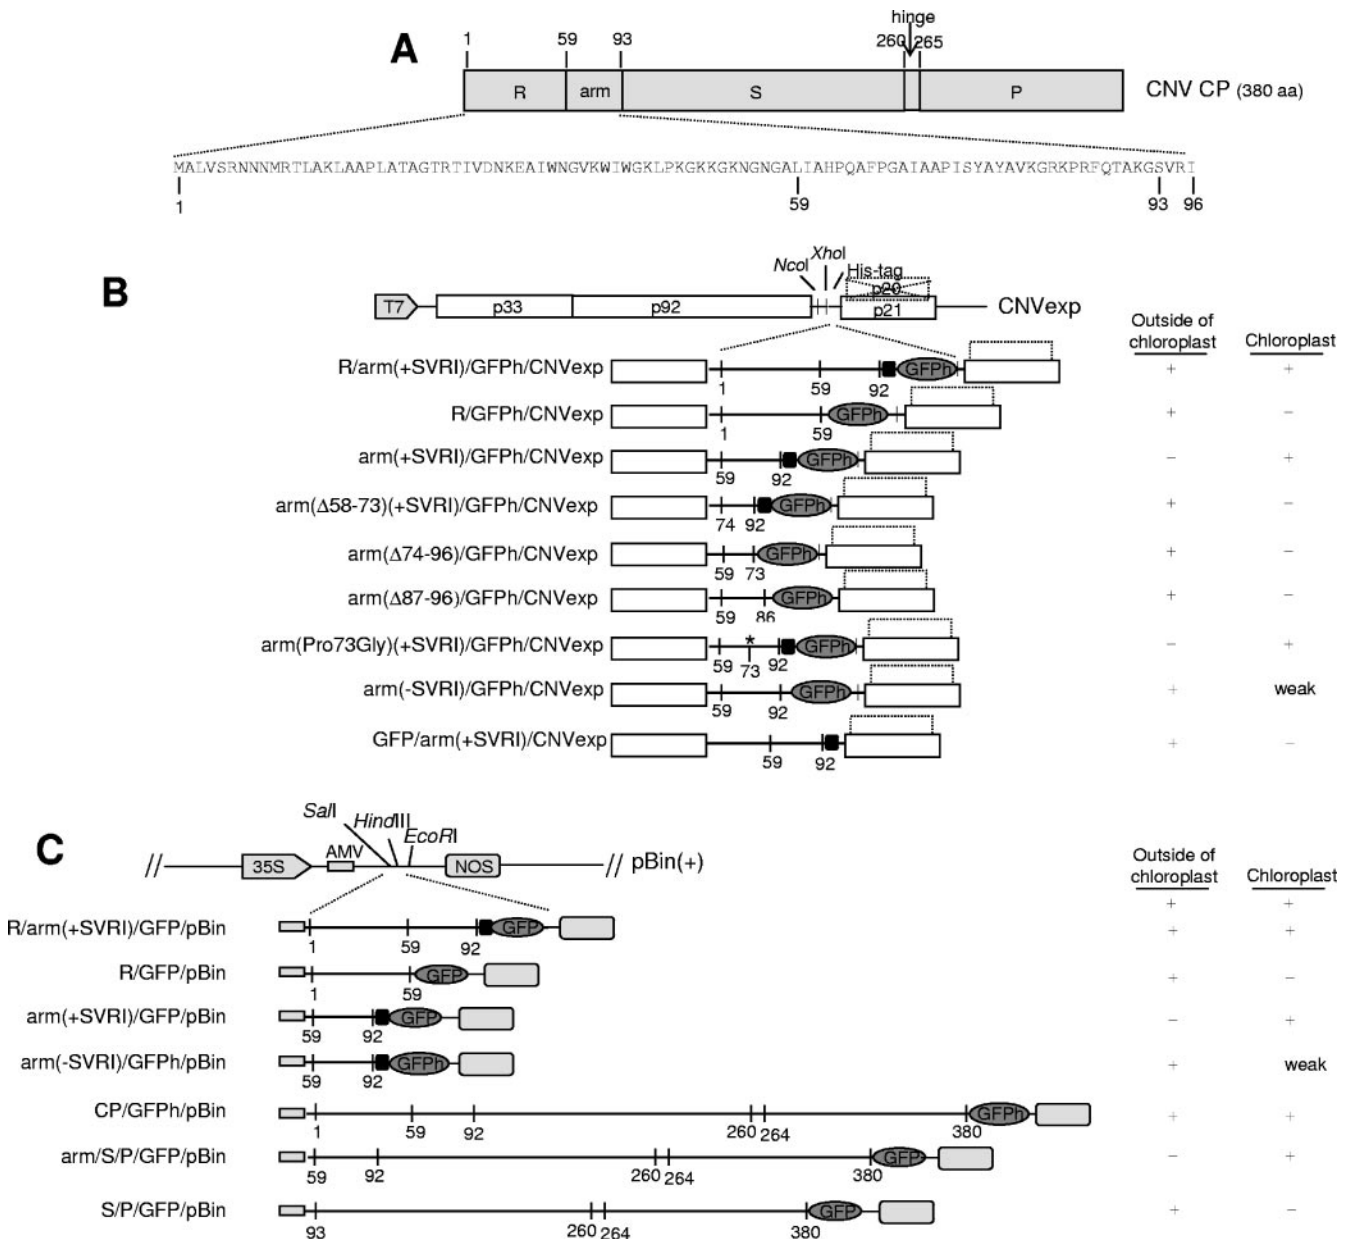 A
hinge
1 59 93 260 265
R arm S P CNV CP (380 aa)
MALVSRNNNMRTLAKLAAPLATAGTRTIVDNKEAIWNGVKWIWGKLPKGKKGKNGNGALIAHPQAFPGAIAAPISYAYAVKGRKPRFQTAKGSVRI
1 59 93 96
B
NcoI XhoI His-tag
p20
T7 p33 p92 p21 CNVexp
Outside of chloroplast Chloroplast
R/arm(+SVRI)/GFPh/CNVexp GFPh + +
1 59 92
R/GFPh/CNVexp GFPh + −
1 59
arm(+SVRI)/GFPh/CNVexp GFPh − +
59 92
arm(Δ58-73)(+SVRI)/GFPh/CNVexp GFPh + −
74 92
arm(Δ74-96)/GFPh/CNVexp GFPh + −
59 73
arm(Δ87-96)/GFPh/CNVexp GFPh + −
59 86
arm(Pro73Gly)(+SVRI)/GFPh/CNVexp * GFPh − +
59 73 92
arm(-SVRI)/GFPh/CNVexp GFPh + weak
59 92
GFP/arm(+SVRI)/CNVexp + −
59 92
C
SalI HindIII EcoRI
// 35S AMV NOS // pBin(+)
Outside of chloroplast Chloroplast
+ +
R/arm(+SVRI)/GFP/pBin GFP + +
1 59 92
R/GFP/pBin GFP + −
1 59
arm(+SVRI)/GFP/pBin GFP − +
59 92
arm(-SVRI)/GFPh/pBin GFPh + weak
59 92
CP/GFPh/pBin GFPh + +
1 59 92 260 264 380
arm/S/P/GFP/pBin GFP − +
59 92 260 264 380
S/P/GFP/pBin GFP + −
93 260 264 380